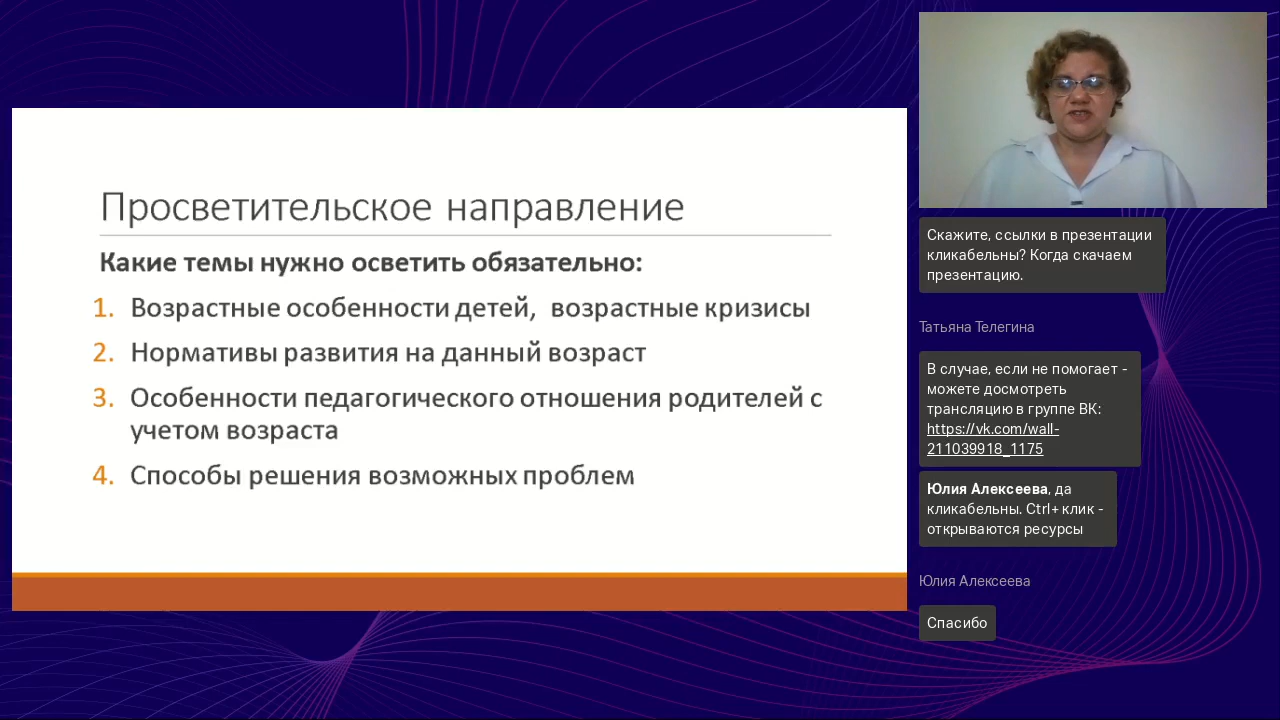 Просветительское направление
Какие темы нужно осветить обязательно:
1. Возрастные особенности детей, возрастные кризисы
2. Нормативы развития на данный возраст
3. Особенности педагогического отношения родителей с
учетом возраста
4. Способы решения возможных проблем
Скажите, ссылки в презентации
кликабельны? Когда скачаем
презентацию.
Татьяна Телегина
В случае, если не помогает -
можете досмотреть
трансляцию в группе ВК:
https://vk.com/wall-
211039918_1175
Юлия Алексеева, да
кликабельны. Ctrl+ клик -
открываются ресурсы
Юлия Алексеева
Спасибо